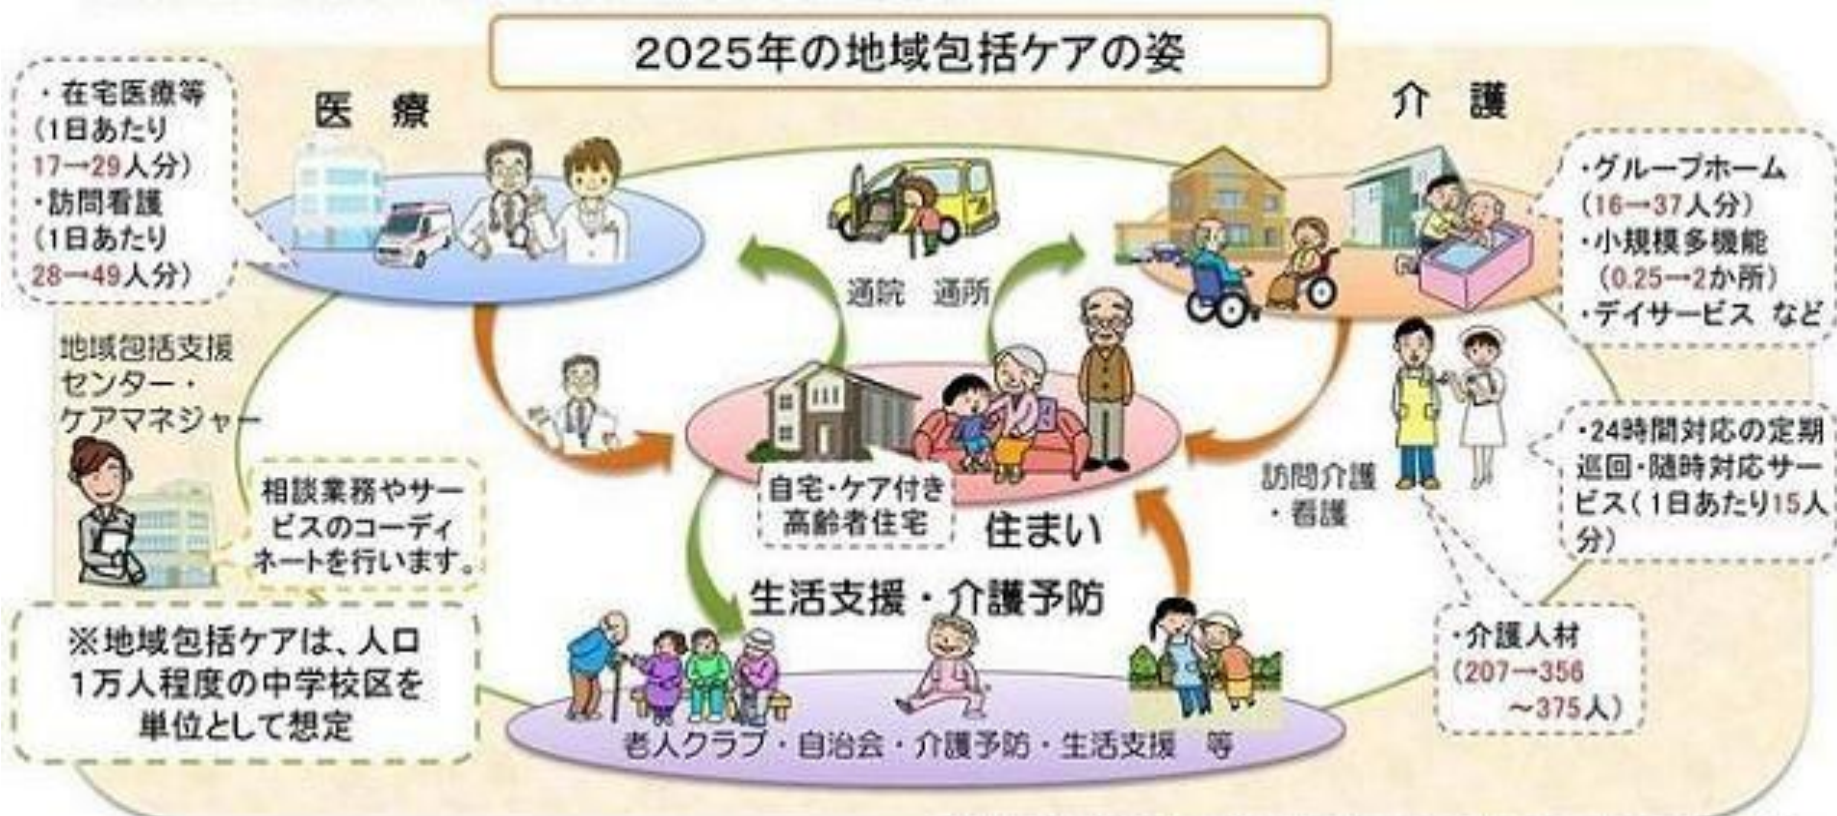 2025年の地域包括ケアの姿
・在宅医療等
(1日あたり
17→29人分)
・訪問看護
(1日あたり
28→49人分)
医 療
介 護
・グループホーム
(16→37人分)
・小規模多機能
(0.25→2か所)
・デイサービス など
通院 通所
地域包括支援
センター・
ケアマネジャー
相談業務やサー
ビスのコーディ
ネートを行います。
自宅・ケア付き
高齢者住宅
住まい
訪問介護
・看護
・24時間対応の定期
巡回・随時対応サー
ビス(1日あたり15人
分)
生活支援・介護予防
※地域包括ケアは、人口
1万人程度の中学校区を
単位として想定
・介護人材
(207→356
～375人)
老人クラブ・自治会・介護予防・生活支援 等